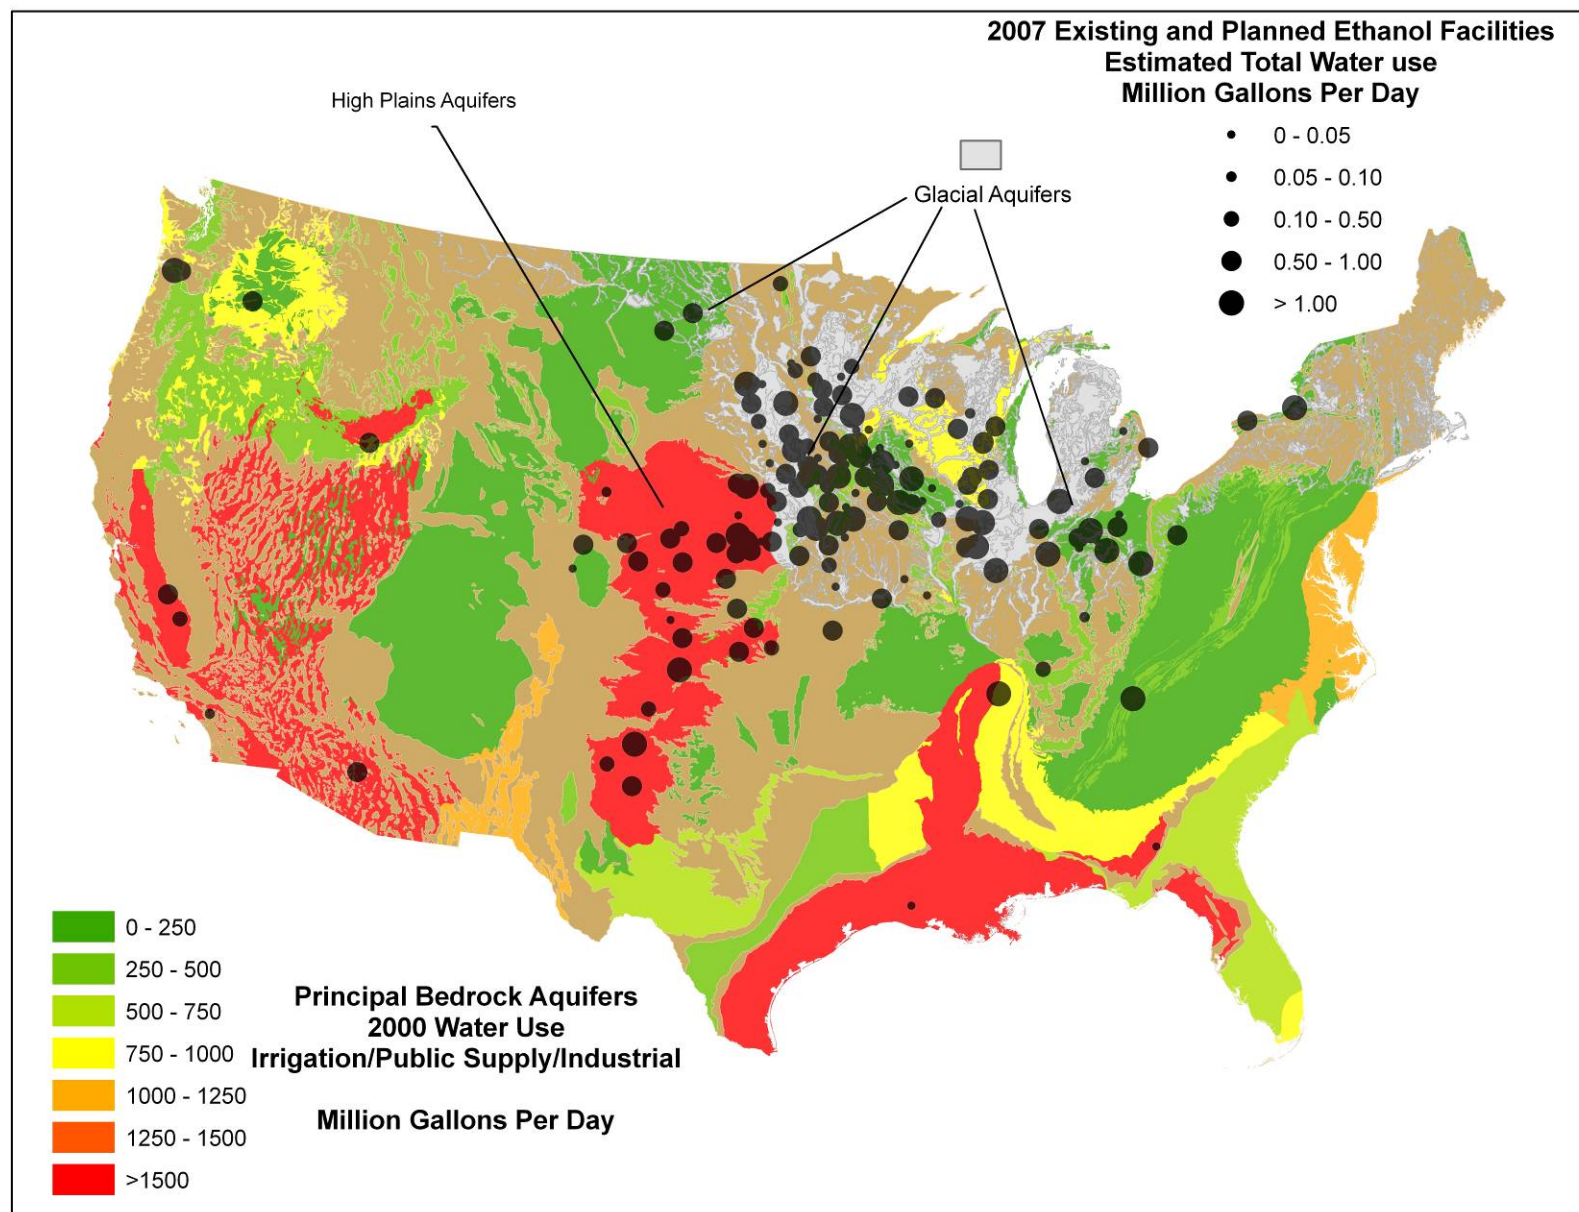 2007 Existing and Planned Ethanol Facilities
Estimated Total Water use
Million Gallons Per Day
0 - 0.05
0.05 - 0.10
0.10 - 0.50
0.50 - 1.00
> 1.00
High Plains Aquifers
Glacial Aquifers
0 - 250
250 - 500
500 - 750
750 - 1000
1000 - 1250
1250 - 1500
>1500
Principal Bedrock Aquifers
2000 Water Use
Irrigation/Public Supply/Industrial
Million Gallons Per Day